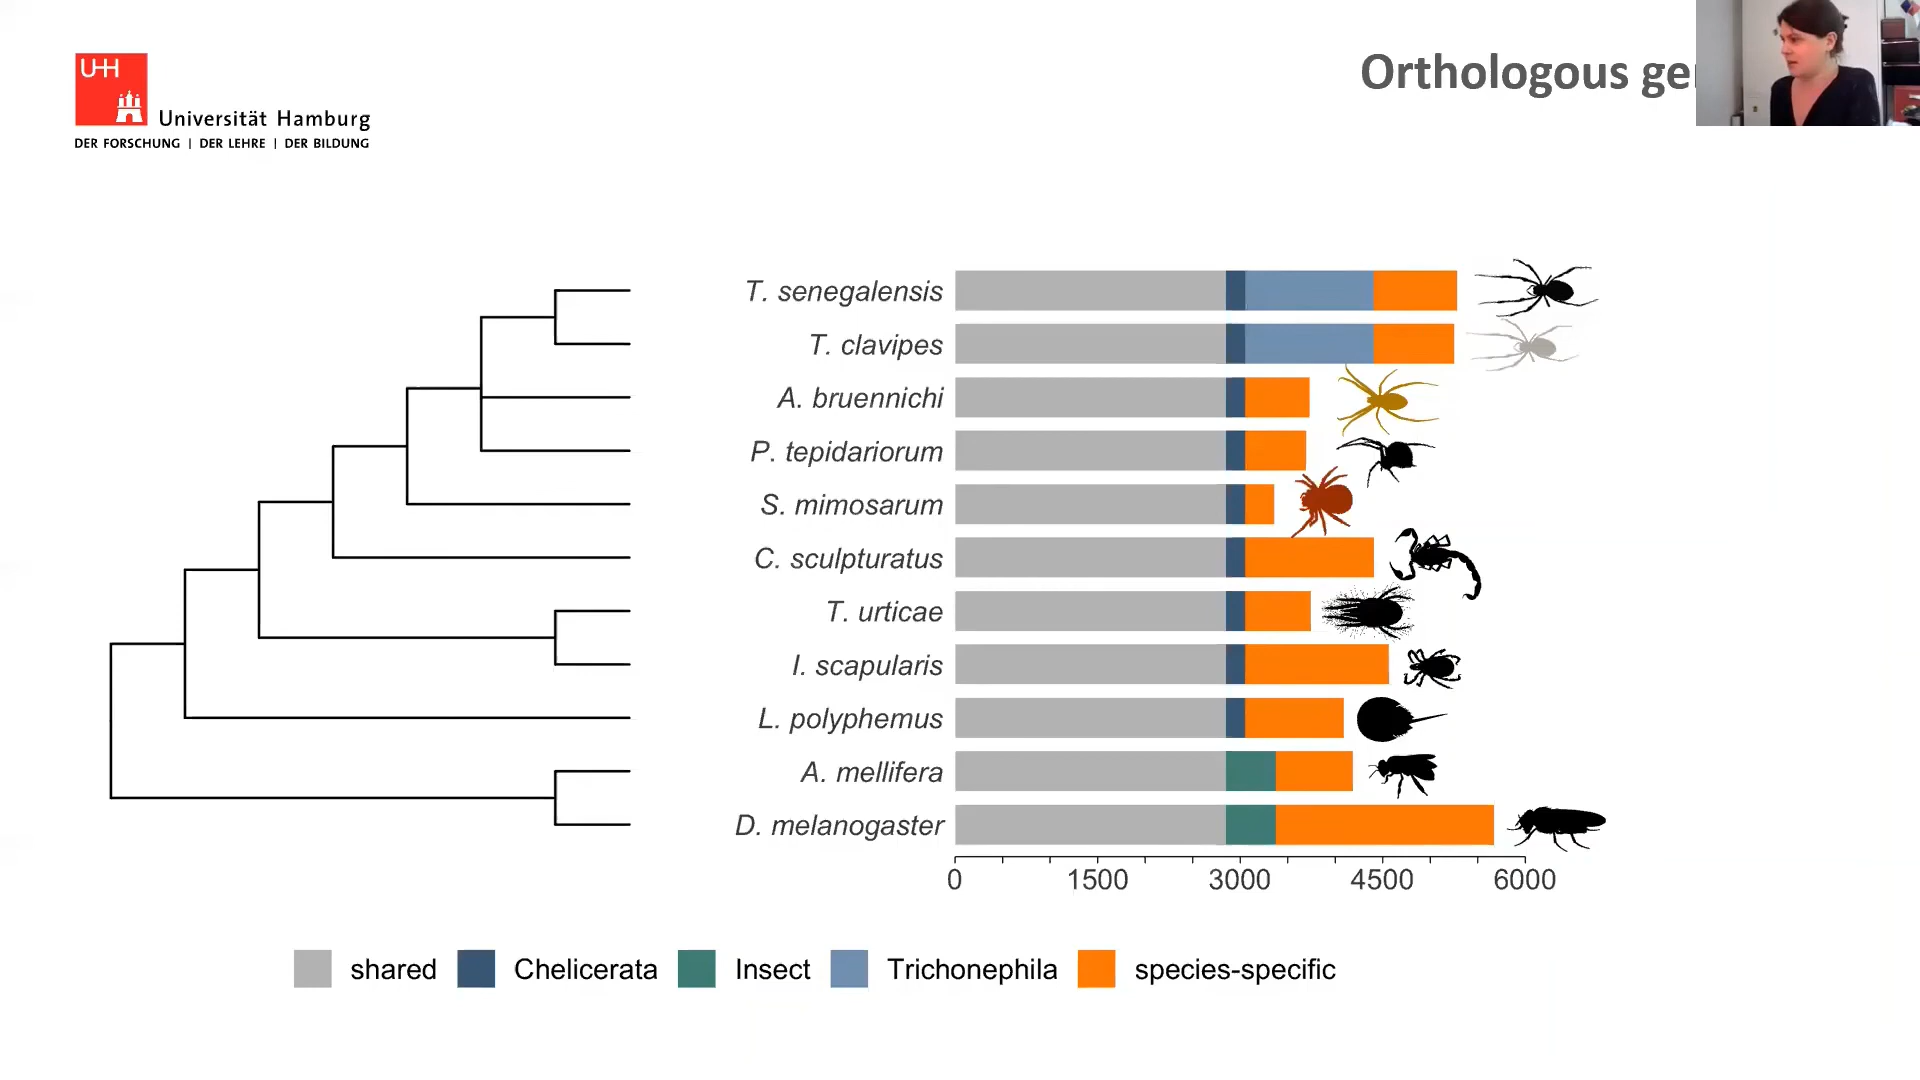 UHH
Universität Hamburg
DER FORSCHUNG | DER LEHRE | DER BILDUNG
Orthologous
T. senegalensis
T. clavipes
A. bruennichi
P. tepidariorum
S. mimosarum
C. sculpturatus
T. urticae
I. scapularis
L. polyphemus
A. mellifera
D. melanogaster
0 1500 3000 4500 6000
shared Chelicerata Insect Trichonephila species-specific